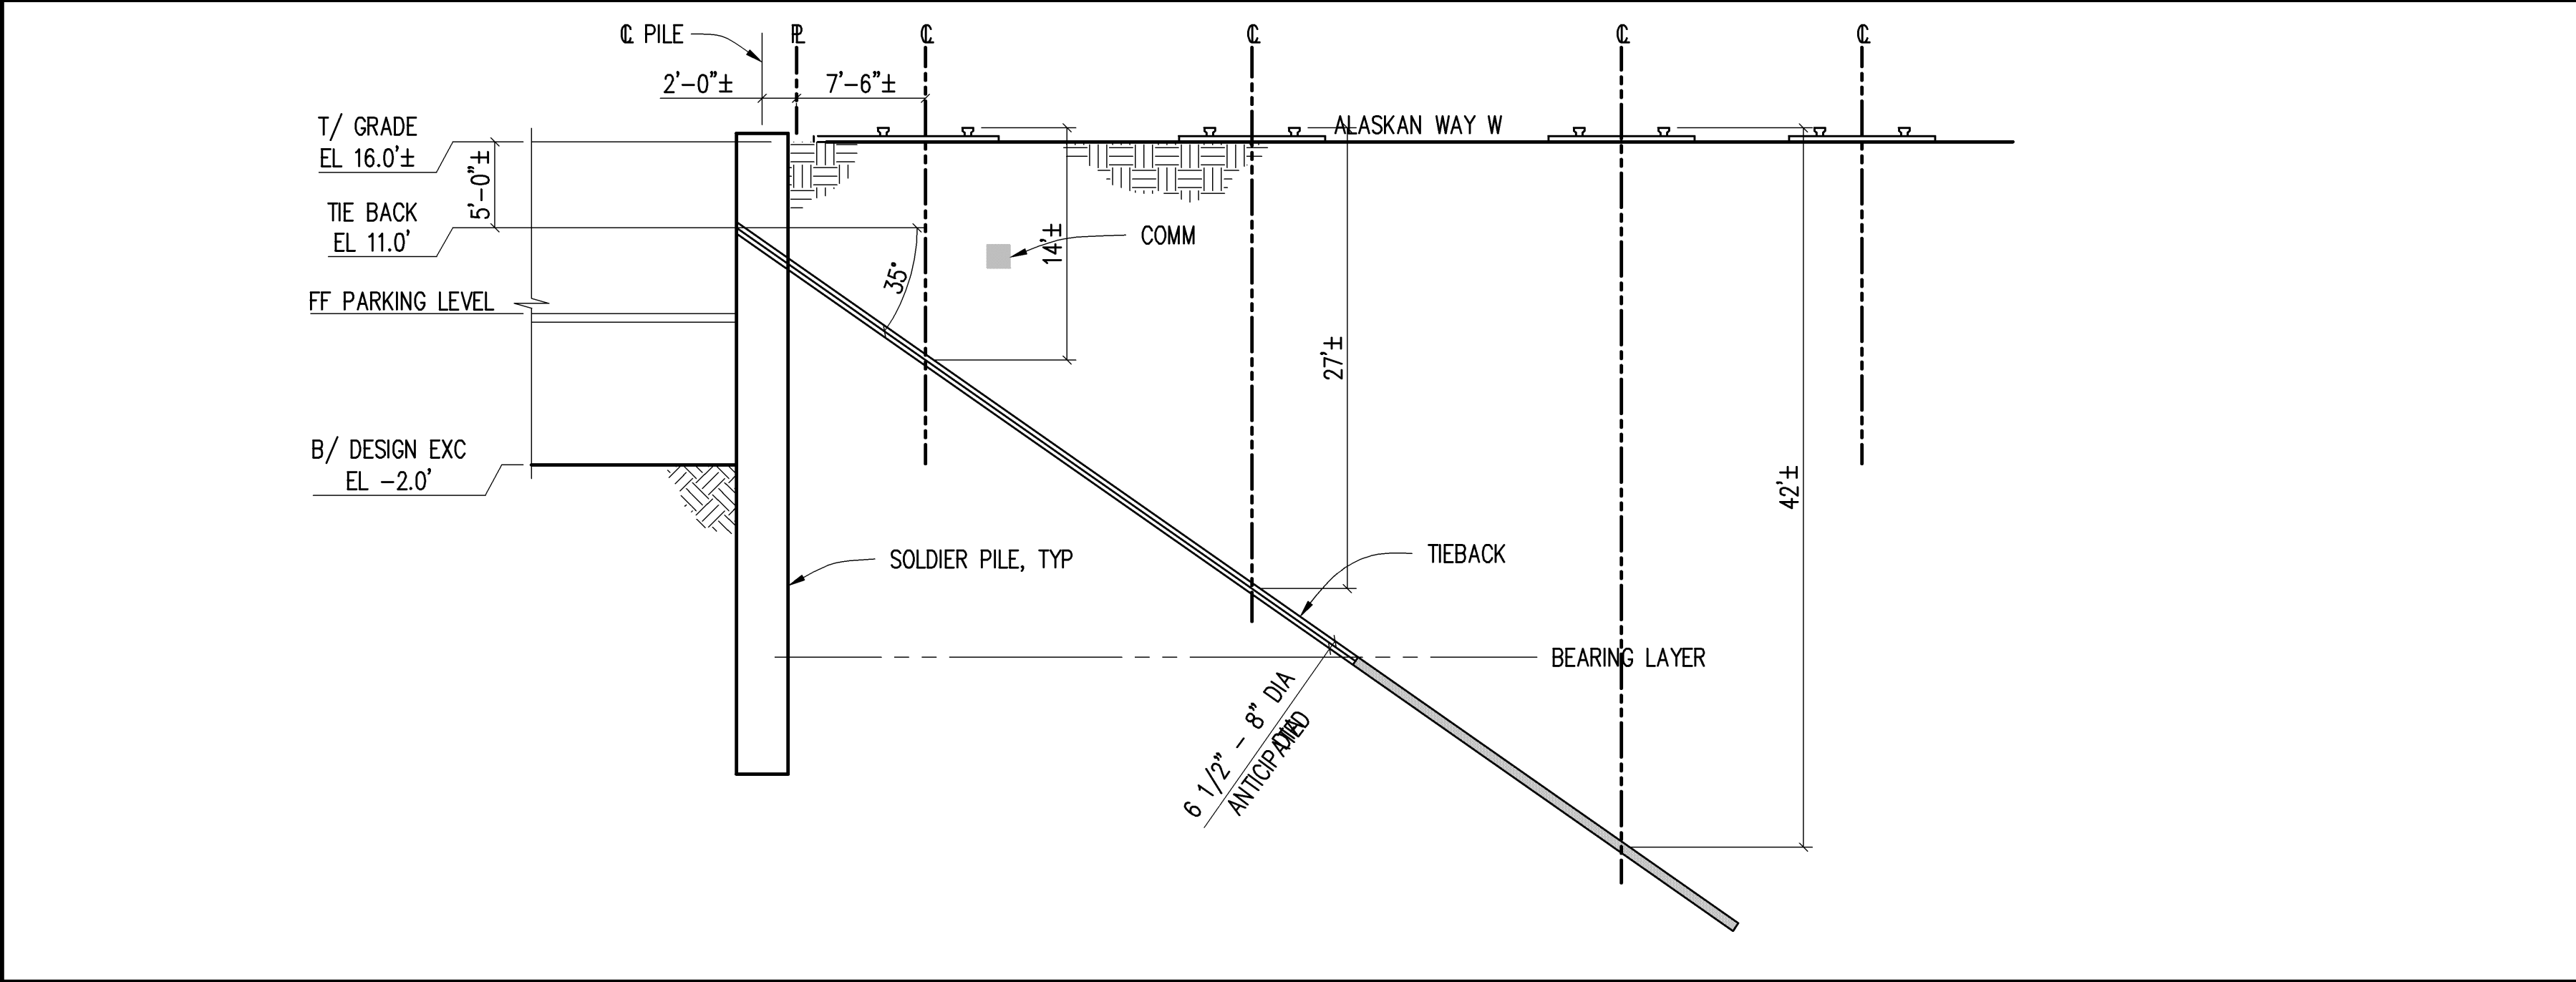 ℄ PILE
ℙL
℄
℄
℄
℄
2'-0"±
7'-6"±
T/ GRADE
EL 16.0'±
ALASKAN WAY W
5'-0"±
TIE BACK
EL 11.0'
COMM
14'±
35°
FF PARKING LEVEL
27'±
B/ DESIGN EXC
EL -2.0'
42'±
SOLDIER PILE, TYP
TIEBACK
BEARING LAYER
6 1/2" - 8" DIA
ANTICIPATED